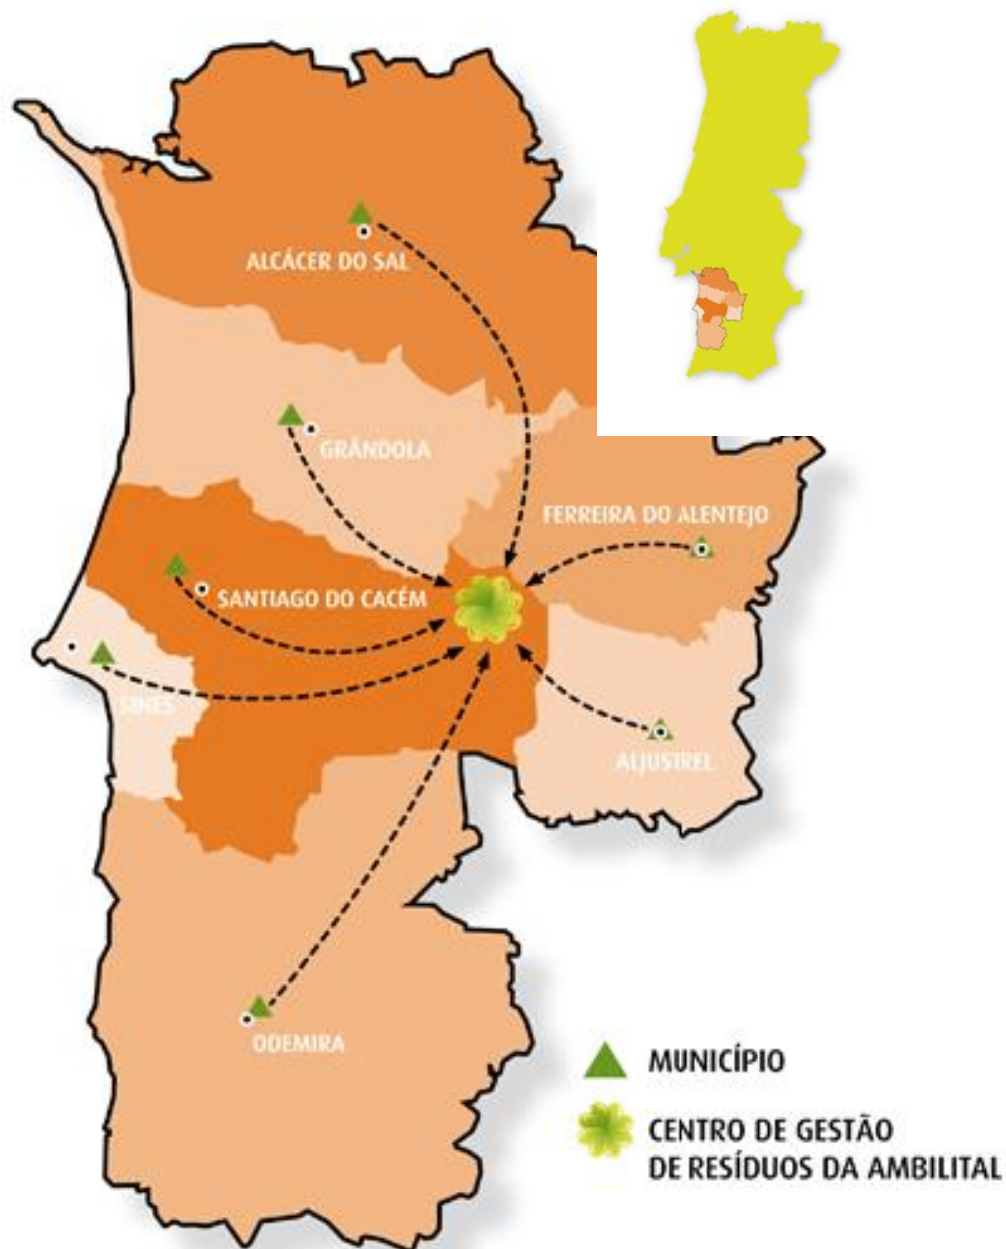 ALCÁCER DO SAL
GRÂNDOLA
FERREIRA DO ALENTEJO
SANTIAGO DO CACÉM
SINES
ALJUSTREL
ODEMIRA
MUNICÍPIO
CENTRO DE GESTÃO
DE RESÍDUOS DA AMBILITAL